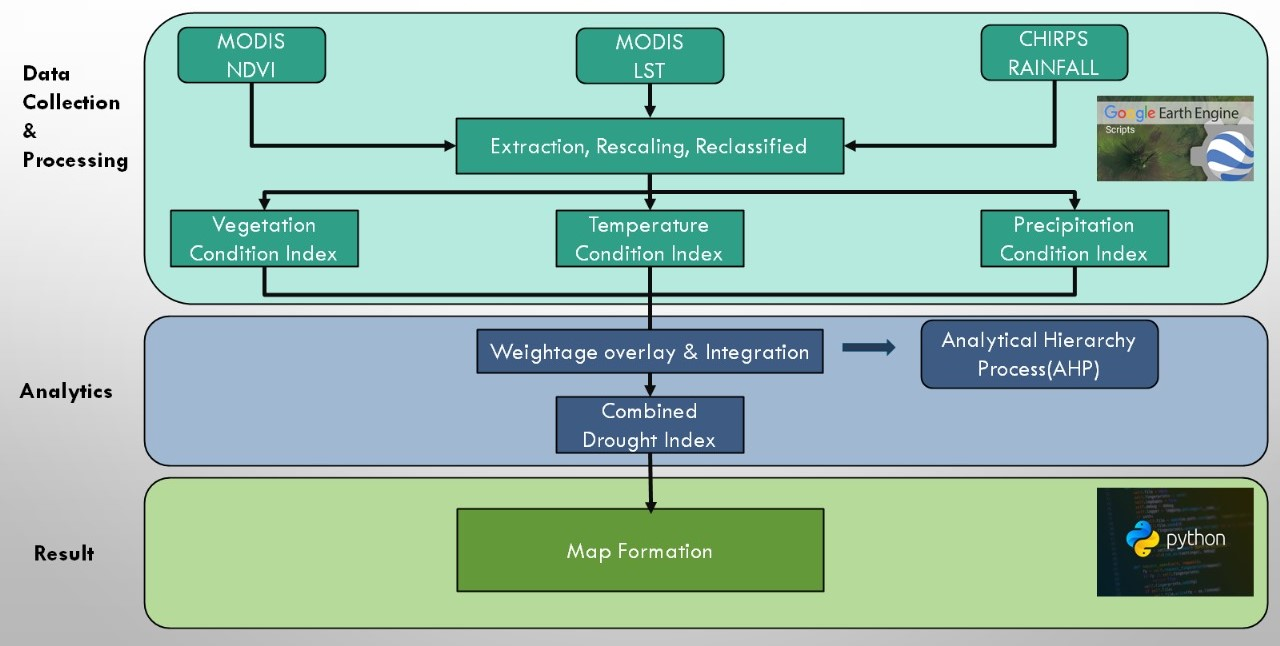 MODIS
NDVI
MODIS
LST
CHIRPS
RAINFALL
Data
Collection
&
Processing
Google Earth Engine
Scripts
Extraction, Rescaling, Reclassified
Vegetation
Condition Index
Temperature
Condition Index
Precipitation
Condition Index
Analytics
Weightage overlay & Integration
Analytical Hierarchy
Process(AHP)
Combined
Drought Index
Result
Map Formation
python